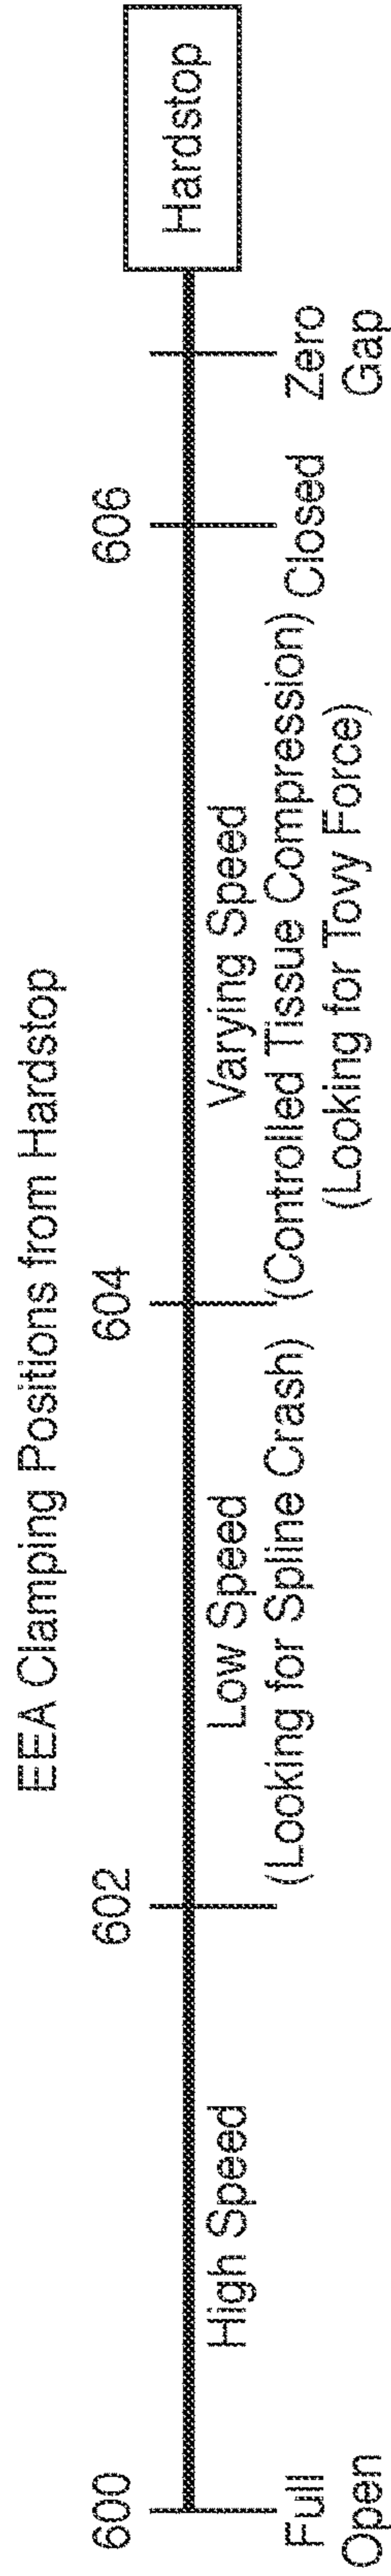 EEA Clamping Positions from Hardstop
600
602
604
606
Hardstop
High Speed
Low Speed
(Looking for Spline Crash)
Varying Speed
(Controlled Tissue Compression)
(Looking for Tovy Force)
Full
Open
Closed
Zero
Gap